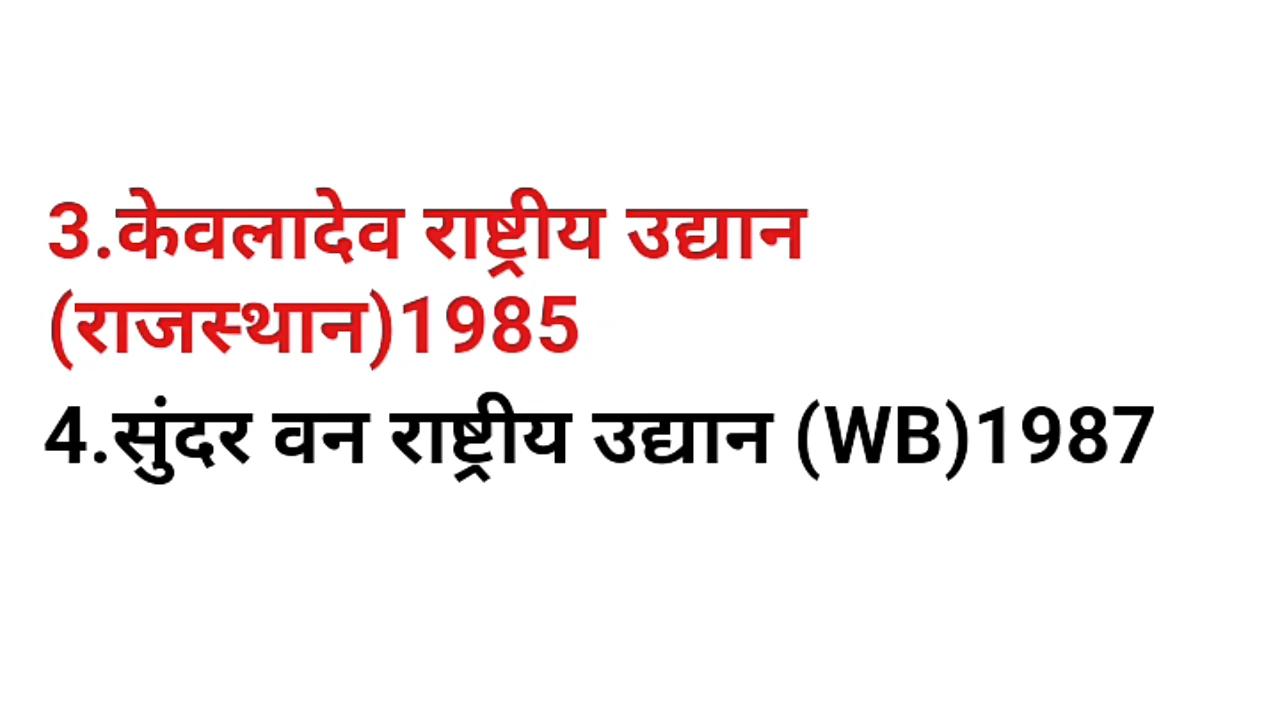 3.केवलादेव राष्ट्रीय उद्यान
(राजस्थान)1985
4.सुंदर वन राष्ट्रीय उद्यान (WB)1987